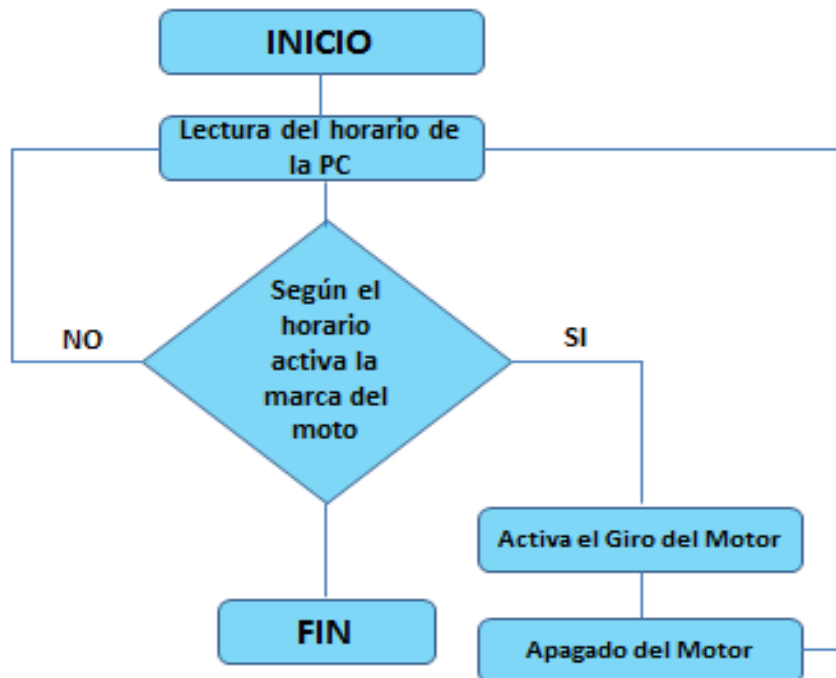 INICIO
Lectura del horario de
la PC
Según el
horario
activa la
marca del
moto
NO
SI
Activa el Giro del Motor
FIN
Apagado del Motor